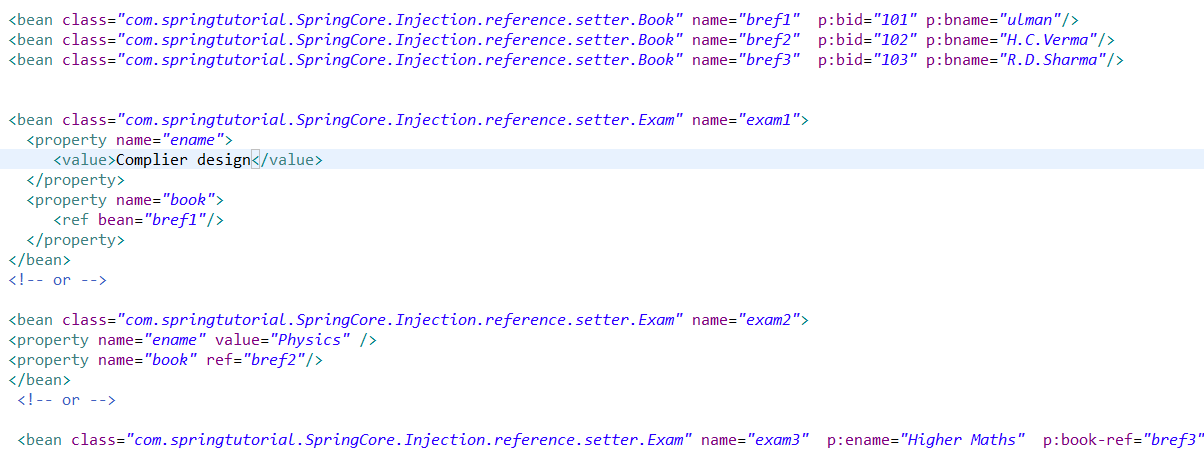 <bean class="com.springtutorial.SpringCore.Injection.reference.setter.Book" name="bref1"  p:bid="101" p:bname="ulman"/>
<bean class="com.springtutorial.SpringCore.Injection.reference.setter.Book" name="bref2"  p:bid="102" p:bname="H.C.Verma"/>
<bean class="com.springtutorial.SpringCore.Injection.reference.setter.Book" name="bref3"  p:bid="103" p:bname="R.D.Sharma"/>
<bean class="com.springtutorial.SpringCore.Injection.reference.setter.Exam" name="exam1">
<property name="ename">
<value>Complier design</value>
</property>
<property name="book">
<ref bean="bref1"/>
</property>
</bean>
<!-- or -->
<bean class="com.springtutorial.SpringCore.Injection.reference.setter.Exam" name="exam2">
<property name="ename" value="Physics" />
<property name="book" ref="bref2"/>
</bean>
<!-- or -->
<bean class="com.springtutorial.SpringCore.Injection.reference.setter.Exam" name="exam3"  p:ename="Higher Maths"  p:book-ref="bref3"